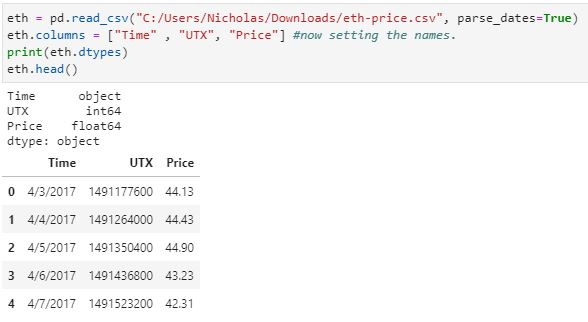 eth = pd.read_csv("C:/Users/Nicholas/Downloads/eth-price.csv", parse_dates=True)
eth.columns = ["Time" , "UTX", "Price"] #now setting the names.
print(eth.dtypes)
eth.head()
Time object
UTX int64
Price float64
dtype: object
Time UTX Price
0 4/3/2017 1491177600 44.13
1 4/4/2017 1491264000 44.43
2 4/5/2017 1491350400 44.90
3 4/6/2017 1491436800 43.23
4 4/7/2017 1491523200 42.31